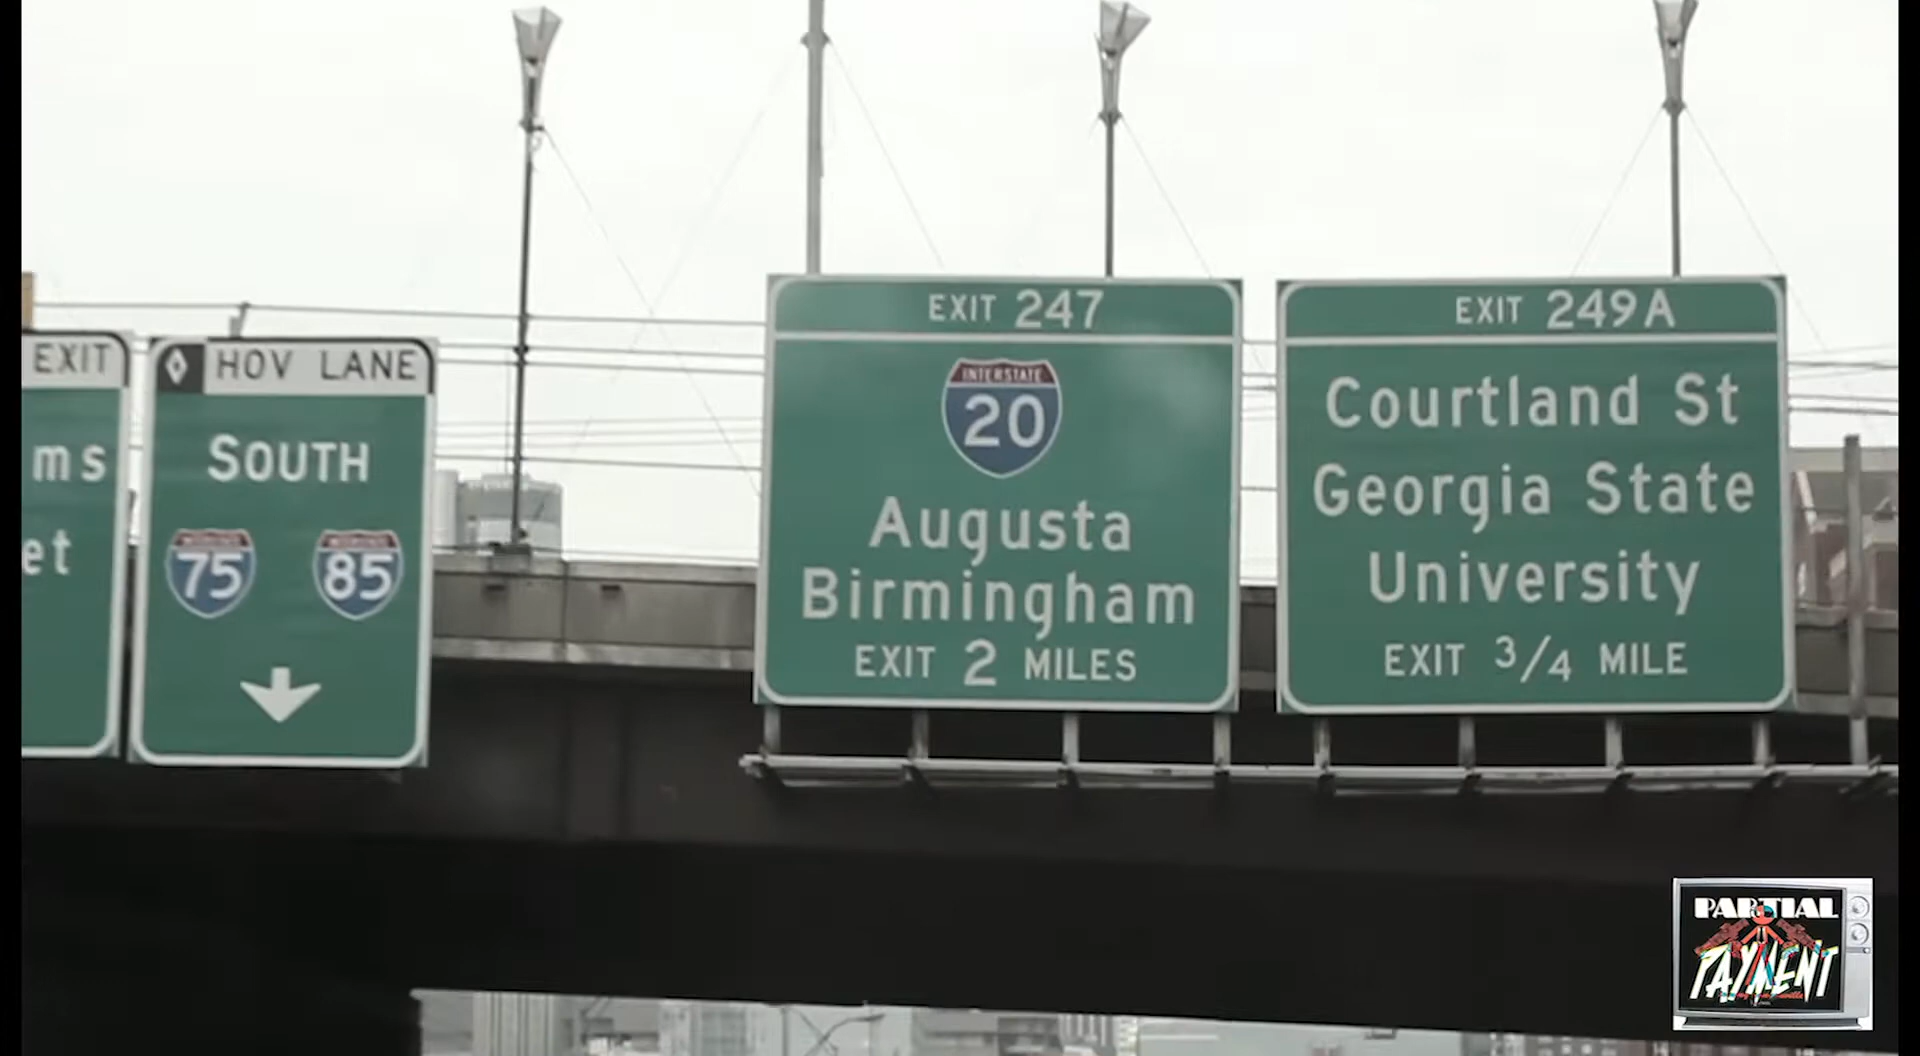 EXIT
ms
et
HOV LANE
SOUTH
75 85
EXIT 247
INTERSTATE
20
Augusta
Birmingham
EXIT 2 MILES
EXIT 249A
Courtland St
Georgia State
University
EXIT 3/4 MILE
PARTIAL
PAYMENT